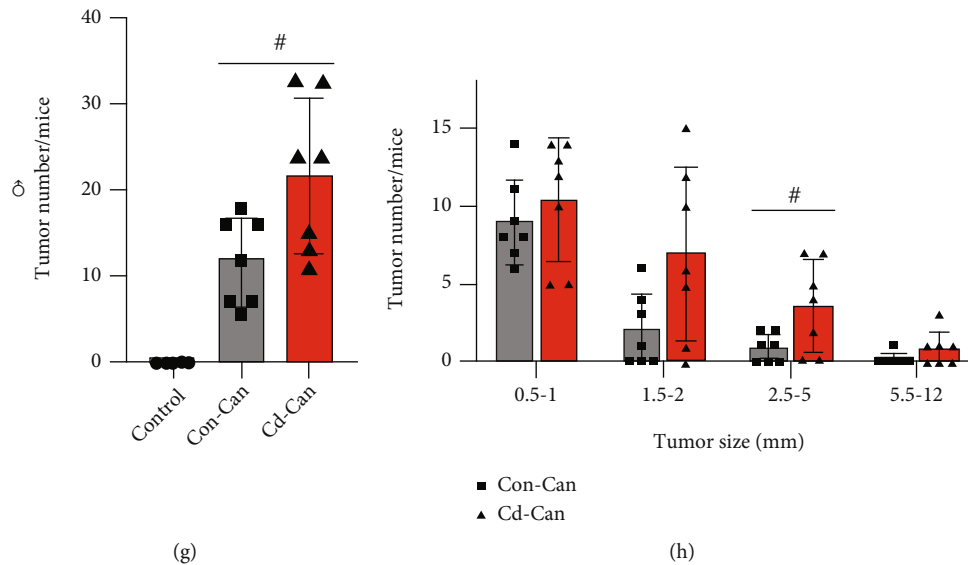 40
30
20
10
0
♂
Tumor number/mice
#
Control
Con-Can
Cd-Can
(g)
15
10
5
0
Tumor number/mice
#
0.5-1
1.5-2
2.5-5
5.5-12
Tumor size (mm)
Con-Can
Cd-Can
(h)